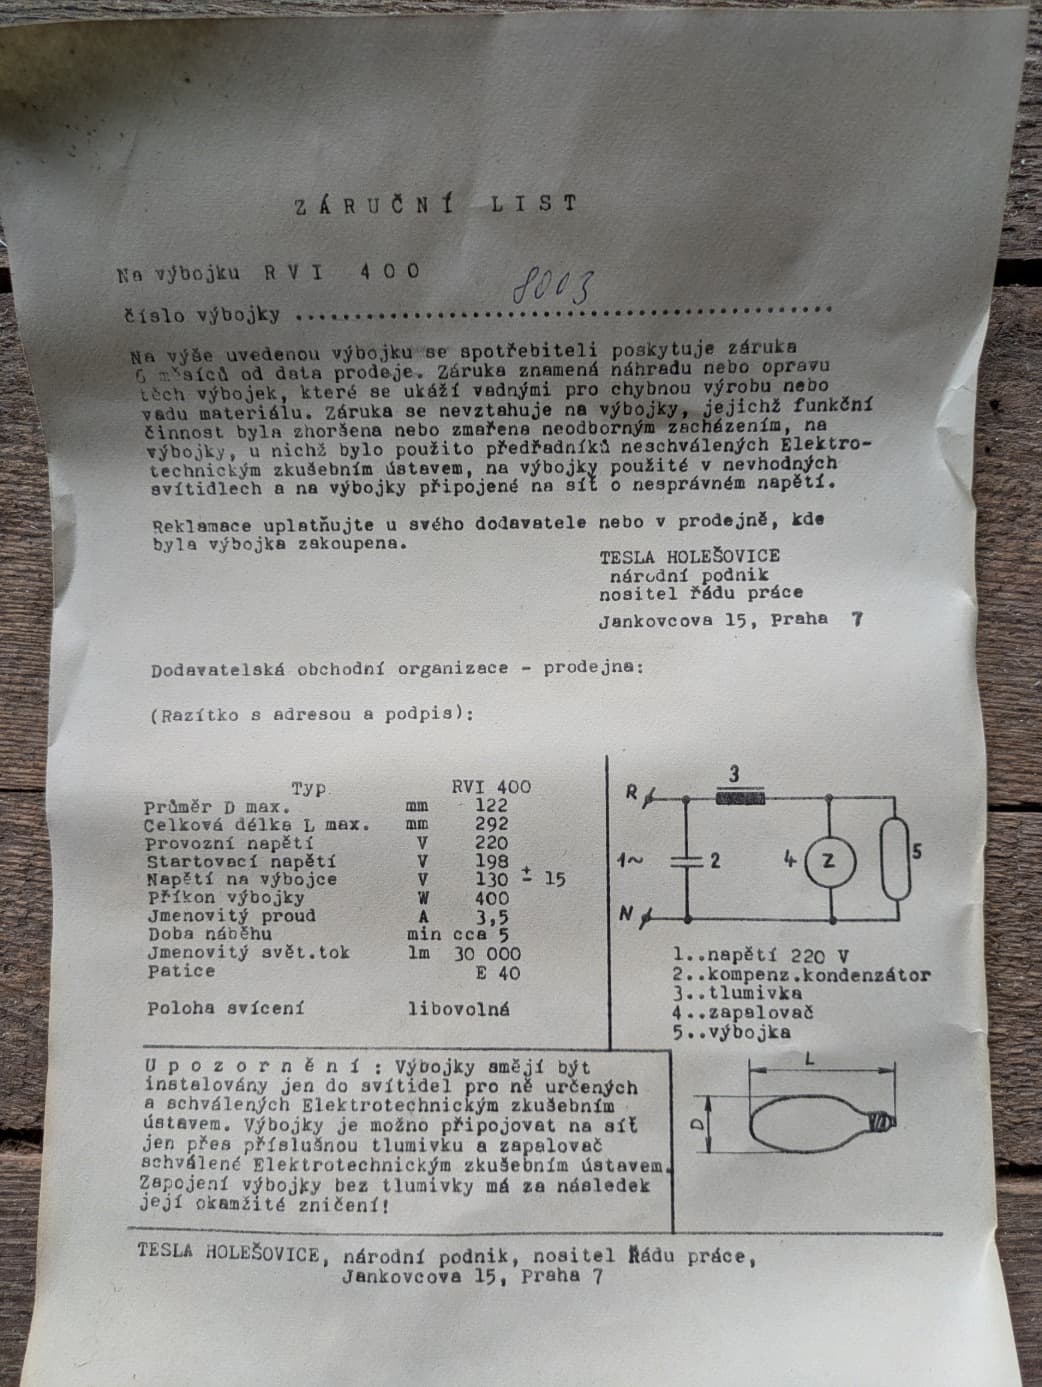 ZÁRUČNÍ LIST
Na výbojku RVI 400
8003
číslo výbojky ..........
Na výše uvedenou výbojku se spotřebiteli poskytuje záruka
6 měsíců od data prodeje. Záruka znamená náhradu nebo opravu
těch výbojek, které se ukáží vadnými pro chybnou výrobu nebo
vadu materiálu. Záruka se nevztahuje na výbojky, jejichž funkční
činnost byla zhoršena nebo zmařena neodborným zacházením, na
výbojky, u nichž bylo použito předřadníků neschválených Elektro-
technickým zkušebním ústavem, na výbojky použité v nevhodných
svítidlech a na výbojky připojené na síť o nesprávném napětí.
Reklamace uplatňujte u svého dodavatele nebo v prodejně, kde
byla výbojka zakoupena.
TESLA HOLEŠOVICE
národní podnik
nositel řádu práce
Jankovcova 15, Praha 7
Dodavatelská obchodní organizace - prodejna:
(Razítko s adresou a podpis):
Typ RVI 400
Průměr D max. mm 122
Celková délka L max. mm 292
Provozní napětí V 220
Startovací napětí V 198
Napětí na výbojce V 130 ± 15
Příkon výbojky W 400
Jmenovitý proud A 3,5
Doba náběhu min cca 5
Jmenovitý svět.tok lm 30 000
Patice E 40
Poloha svícení libovolná
R 3
1~ 2 4 Z 5
N
1..napětí 220 V
2..kompenz.kondenzátor
3..tlumivka
4..zapalovač
5..výbojka
L
D
Upozornění: Výbojky smějí být
instalovány jen do svítidel pro ně určených
a schválených Elektrotechnickým zkušebním
ústavem. Výbojky je možno připojovat na síť
jen přes příslušnou tlumivku a zapalovač
schválené Elektrotechnickým zkušebním ústavem.
Zapojení výbojky bez tlumivky má za následek
její okamžité zničení!
TESLA HOLEŠOVICE, národní podnik, nositel Řádu práce,
Jankovcova 15, Praha 7